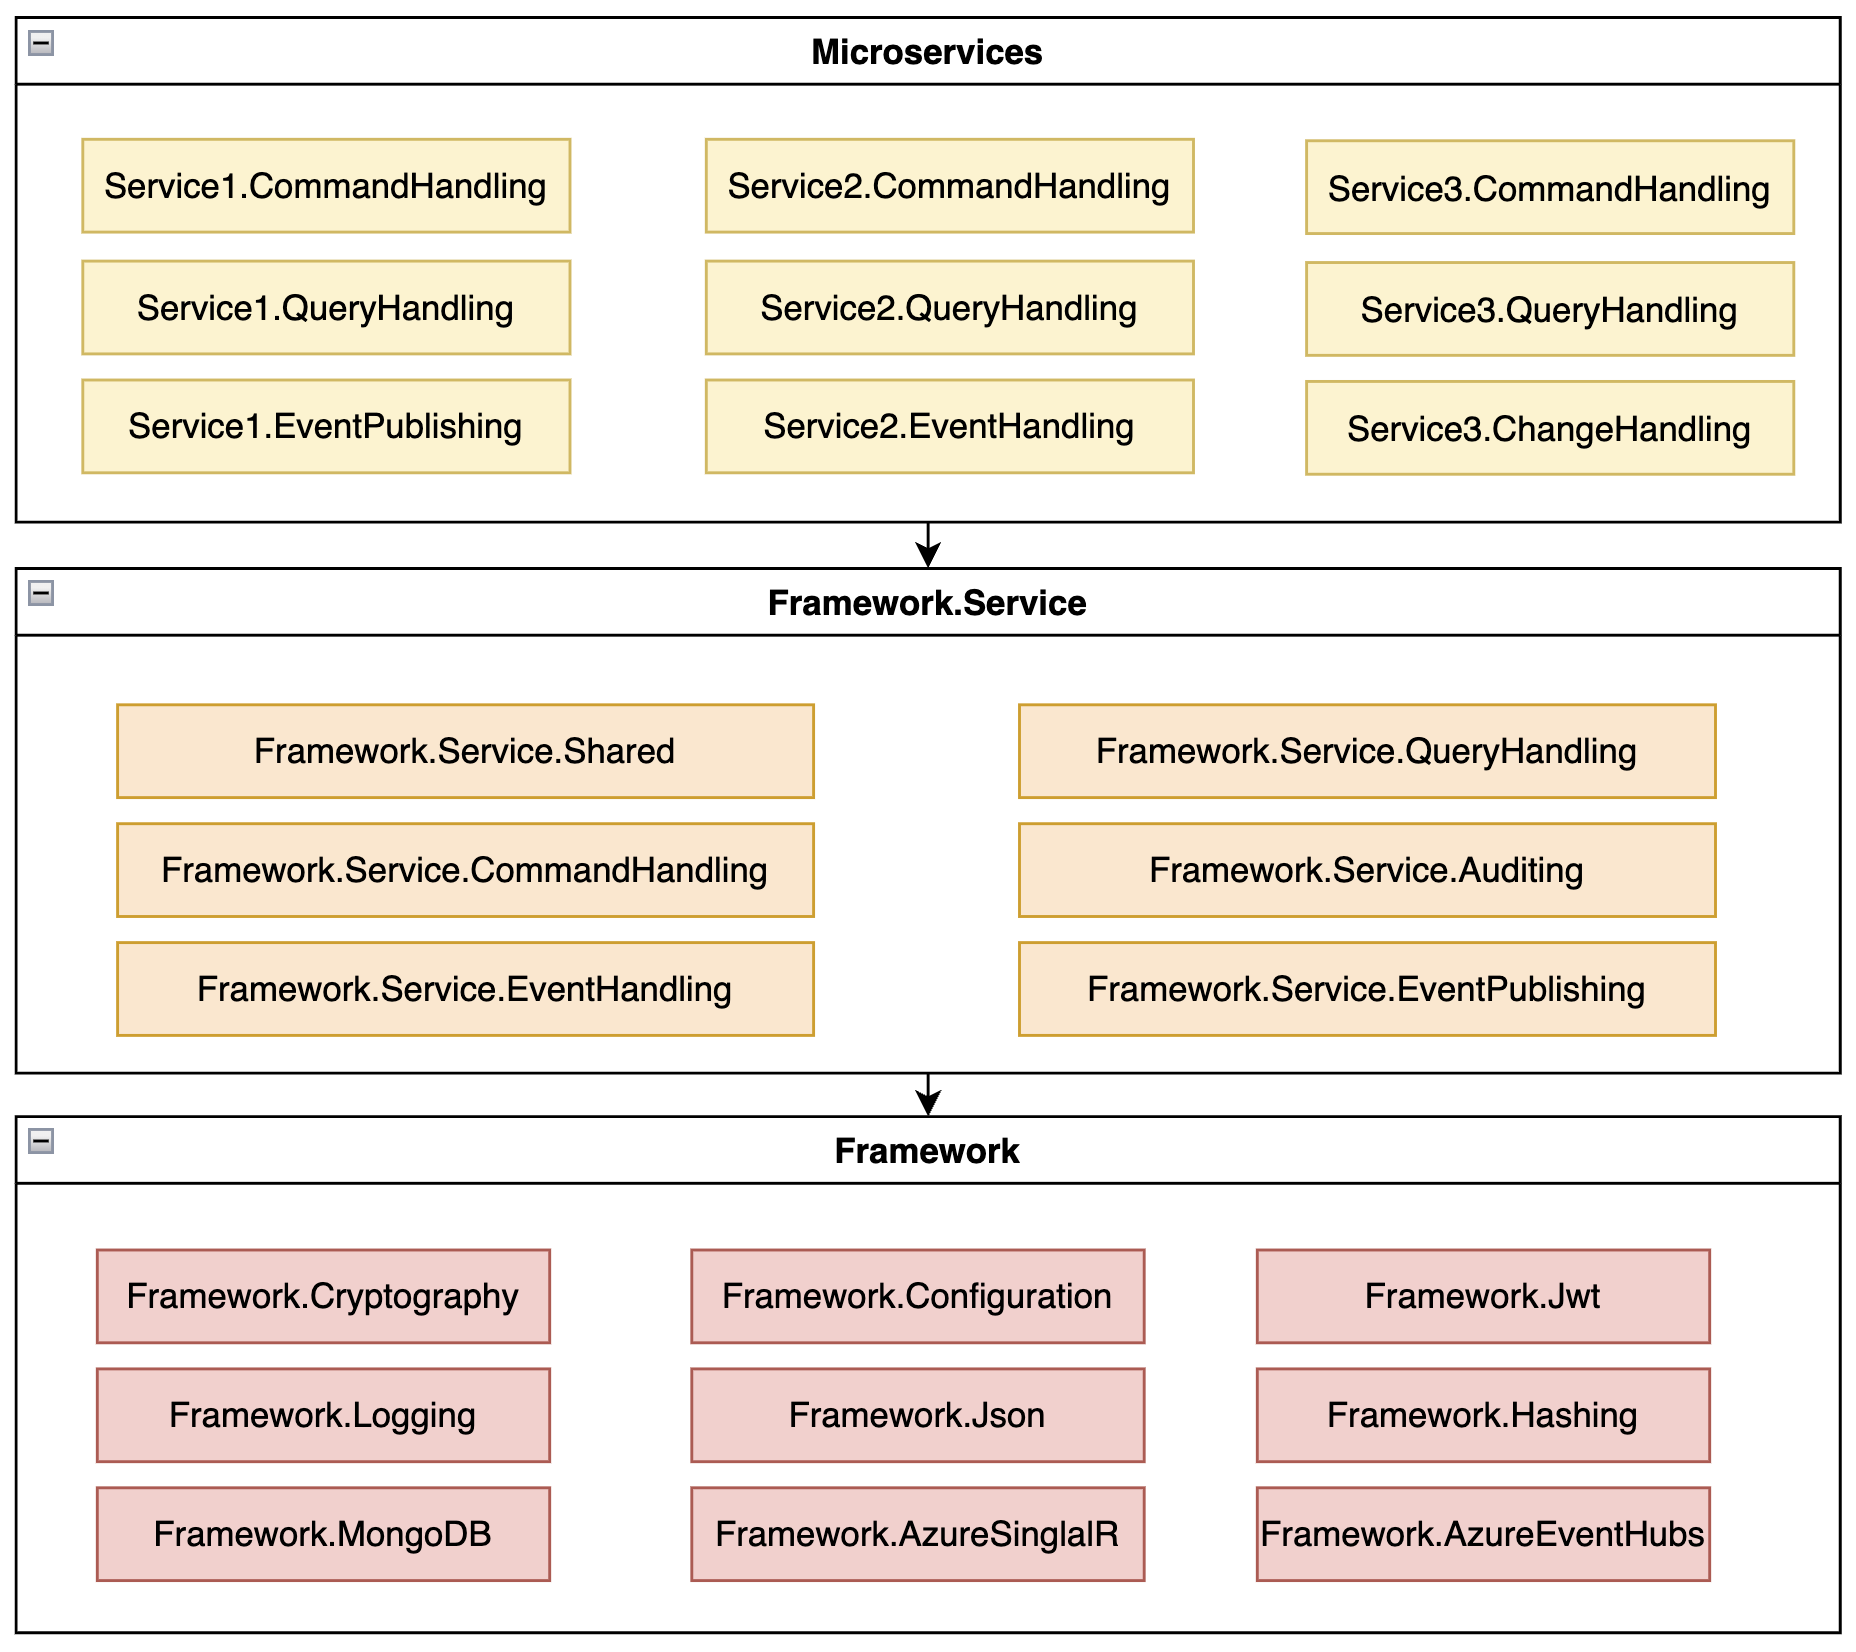 Microservices
Service1.CommandHandling
Service2.CommandHandling
Service3.CommandHandling
Service1.QueryHandling
Service2.QueryHandling
Service3.QueryHandling
Service1.EventPublishing
Service2.EventHandling
Service3.ChangeHandling
Framework.Service
Framework.Service.Shared
Framework.Service.QueryHandling
Framework.Service.CommandHandling
Framework.Service.Auditing
Framework.Service.EventHandling
Framework.Service.EventPublishing
Framework
Framework.Cryptography
Framework.Configuration
Framework.Jwt
Framework.Logging
Framework.Json
Framework.Hashing
Framework.MongoDB
Framework.AzureSinglalR
Framework.AzureEventHubs